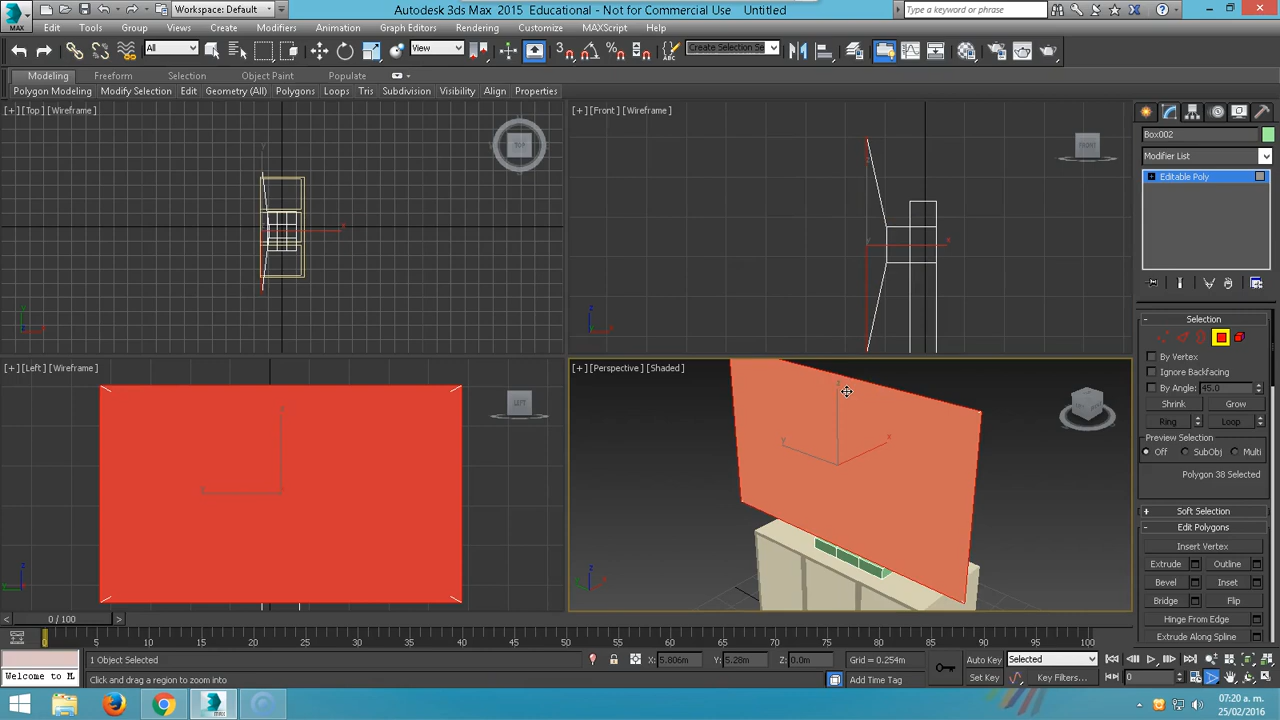 MAX
Workspace: Default
Autodesk 3ds Max 2015 Educational - Not for Commercial Use Untitled
Type a keyword or phrase
Edit Tools Group Views Create Modifiers Animation Graph Editors Rendering Customize MAXScript Help
All
View
Create Selection Se
Modeling Freeform Selection Object Paint Populate
Polygon Modeling Modify Selection Edit Geometry (All) Polygons Loops Tris Subdivision Visibility Align Properties
[+] [Top] [Wireframe]
TOP
[+] [Front] [Wireframe]
FRONT
[+] [Left] [Wireframe]
LEFT
[+] [Perspective] [Shaded]
Box002
Modifier List
Editable Poly
Selection
By Vertex
Ignore Backfacing
By Angle: 45.0
Shrink Grow
Ring Loop
Preview Selection
Off SubObj Multi
Polygon 38 Selected
Soft Selection
Edit Polygons
Insert Vertex
Extrude Outline
Bevel Inset
Bridge Flip
Hinge From Edge
Extrude Along Spline
0 / 100
5 10 15 20 25 30 35 40 45 50 55 60 65 70 75 80 85 90 95 100
1 Object Selected
X: 5.806m Y: 5.28m Z: 0.0m
Grid = 0.254m
Auto Key Selected
Welcome to M
Click and drag a region to zoom into
Add Time Tag
Set Key Key Filters...
0
07:20 a.m.
25/02/2016